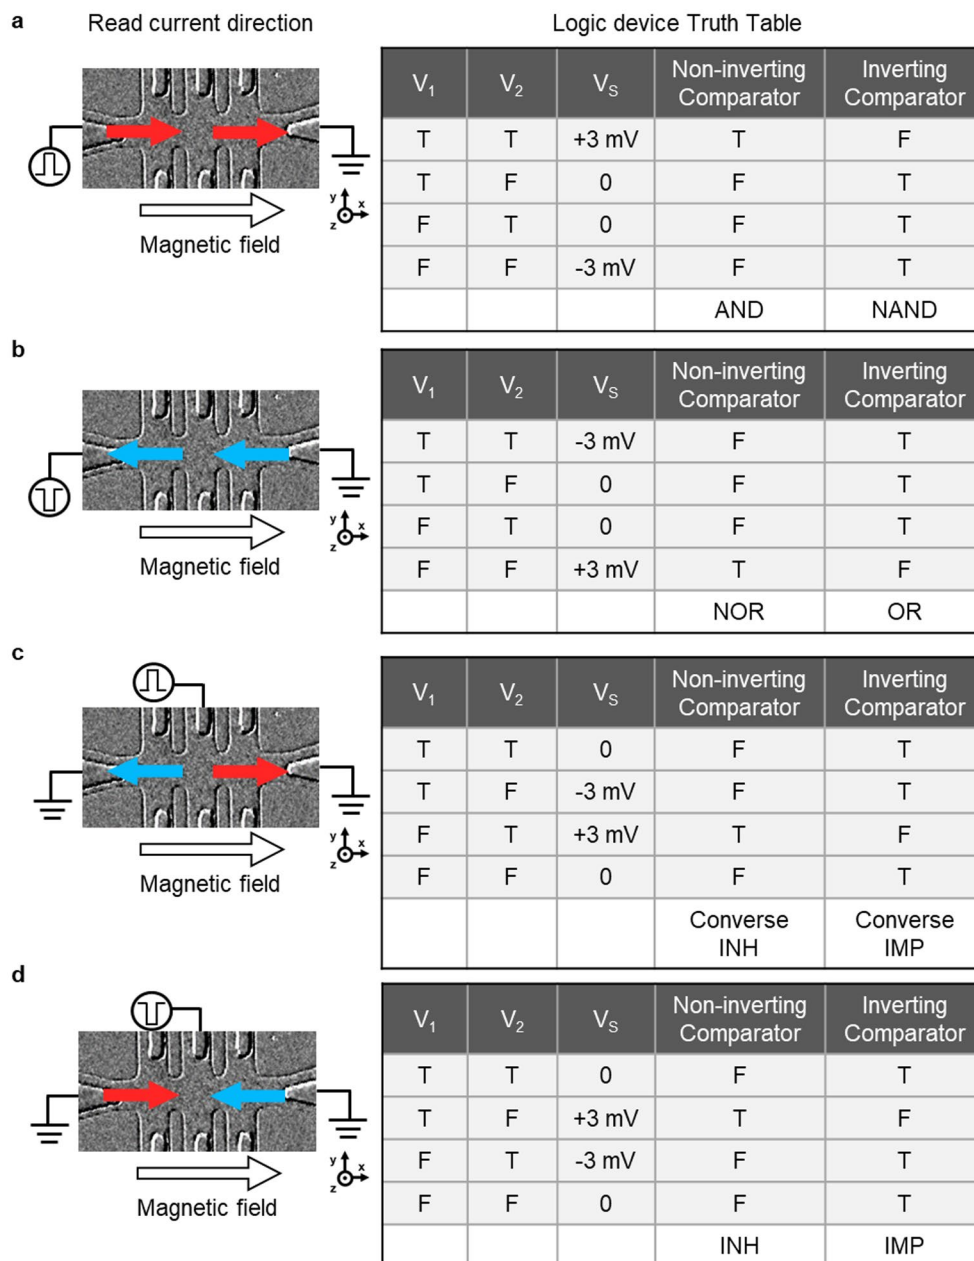 a
Read current direction
Logic device Truth Table
Magnetic field
y
x
z
V1 V2 VS Non-inverting Comparator Inverting Comparator
T T +3 mV T F
T F 0 F T
F T 0 F T
F F -3 mV F T
AND NAND
b
Magnetic field
y
x
z
V1 V2 VS Non-inverting Comparator Inverting Comparator
T T -3 mV F T
T F 0 F T
F T 0 F T
F F +3 mV T F
NOR OR
c
Magnetic field
y
x
z
V1 V2 VS Non-inverting Comparator Inverting Comparator
T T 0 F T
T F -3 mV F T
F T +3 mV T F
F F 0 F T
Converse INH Converse IMP
d
Magnetic field
y
x
z
V1 V2 VS Non-inverting Comparator Inverting Comparator
T T 0 F T
T F +3 mV T F
F T -3 mV F T
F F 0 F T
INH IMP